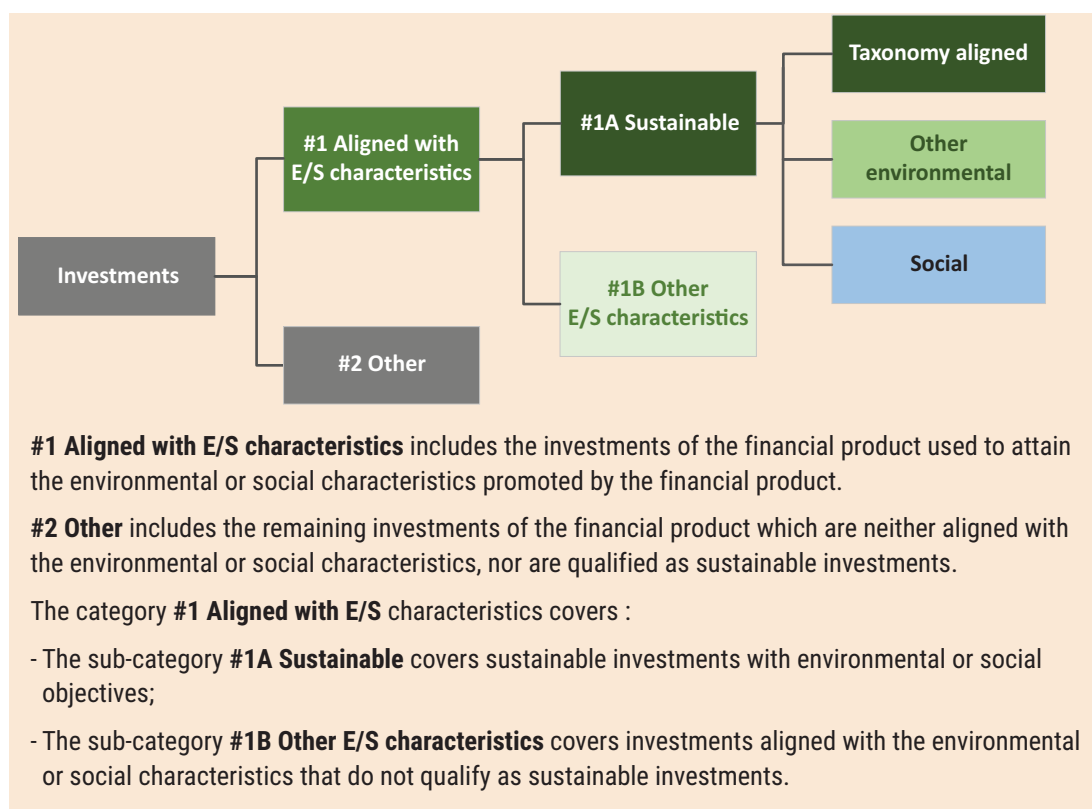 Taxonomy aligned
#1 Aligned with
E/S characteristics
#1A Sustainable
Other
environmental
Investments
#1B Other
E/S characteristics
Social
#2 Other
#1 Aligned with E/S characteristics includes the investments of the financial product used to attain
the environmental or social characteristics promoted by the financial product.
#2 Other includes the remaining investments of the financial product which are neither aligned with
the environmental or social characteristics, nor are qualified as sustainable investments.
The category #1 Aligned with E/S characteristics covers :
- The sub-category #1A Sustainable covers sustainable investments with environmental or social
objectives;
- The sub-category #1B Other E/S characteristics covers investments aligned with the environmental
or social characteristics that do not qualify as sustainable investments.